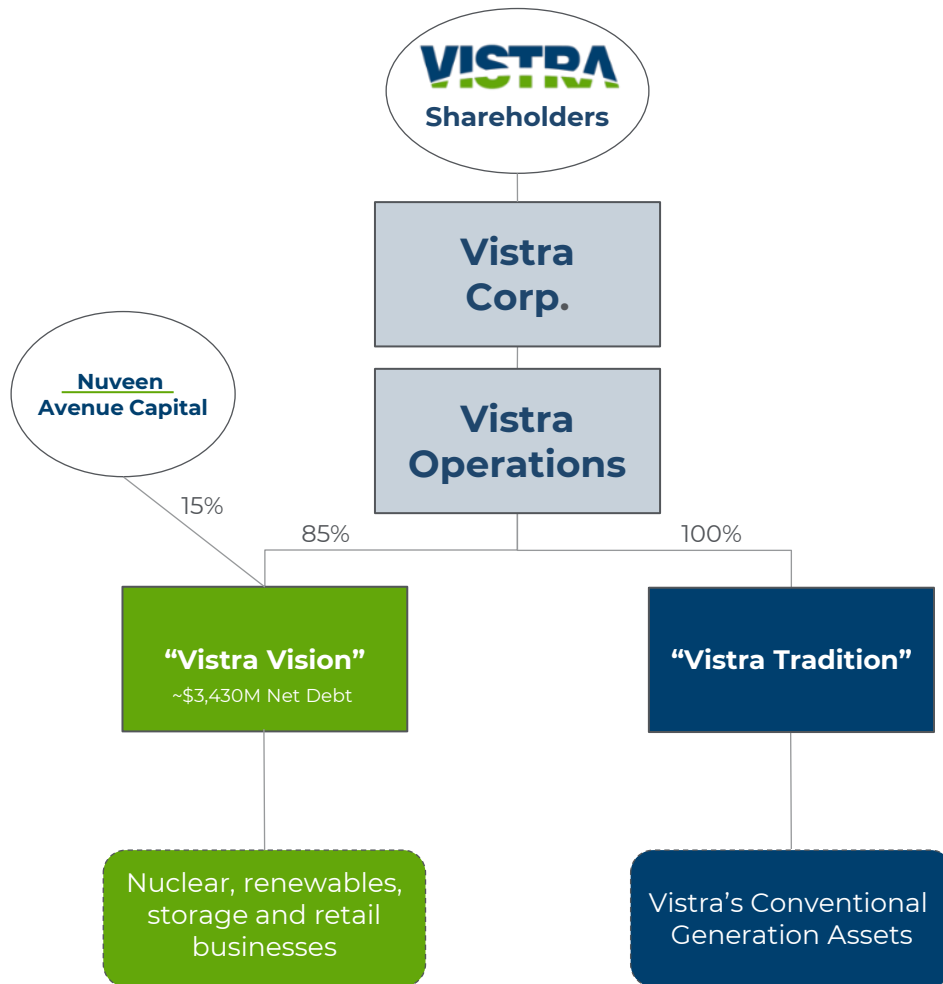 VISTRA
Shareholders
Vistra
Corp.
Vistra
Operations
Nuveen
Avenue Capital
15%
85%
100%
“Vistra Vision”
~$3,430M Net Debt
“Vistra Tradition”
Nuclear, renewables,
storage and retail
businesses
Vistra’s Conventional
Generation Assets